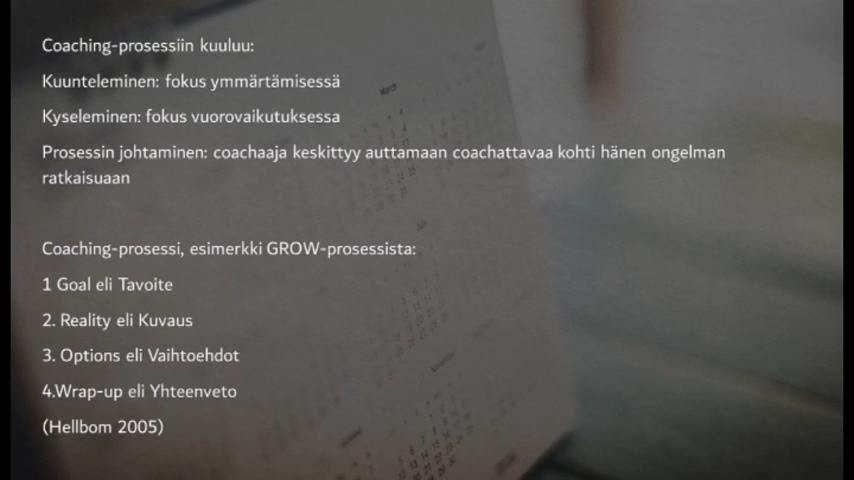 Coaching-prosessiin kuuluu:
Kuunteleminen: fokus ymmärtämisessä
Kyseleminen: fokus vuorovaikutuksessa
Prosessin johtaminen: coachaaja keskittyy auttamaan coachattavaa kohti hänen ongelman
ratkaisuaan
Coaching-prosessi, esimerkki GROW-prosessista:
1 Goal eli Tavoite
2. Reality eli Kuvaus
3. Options eli Vaihtoehdot
4.Wrap-up eli Yhteenveto
(Hellbom 2005)
March